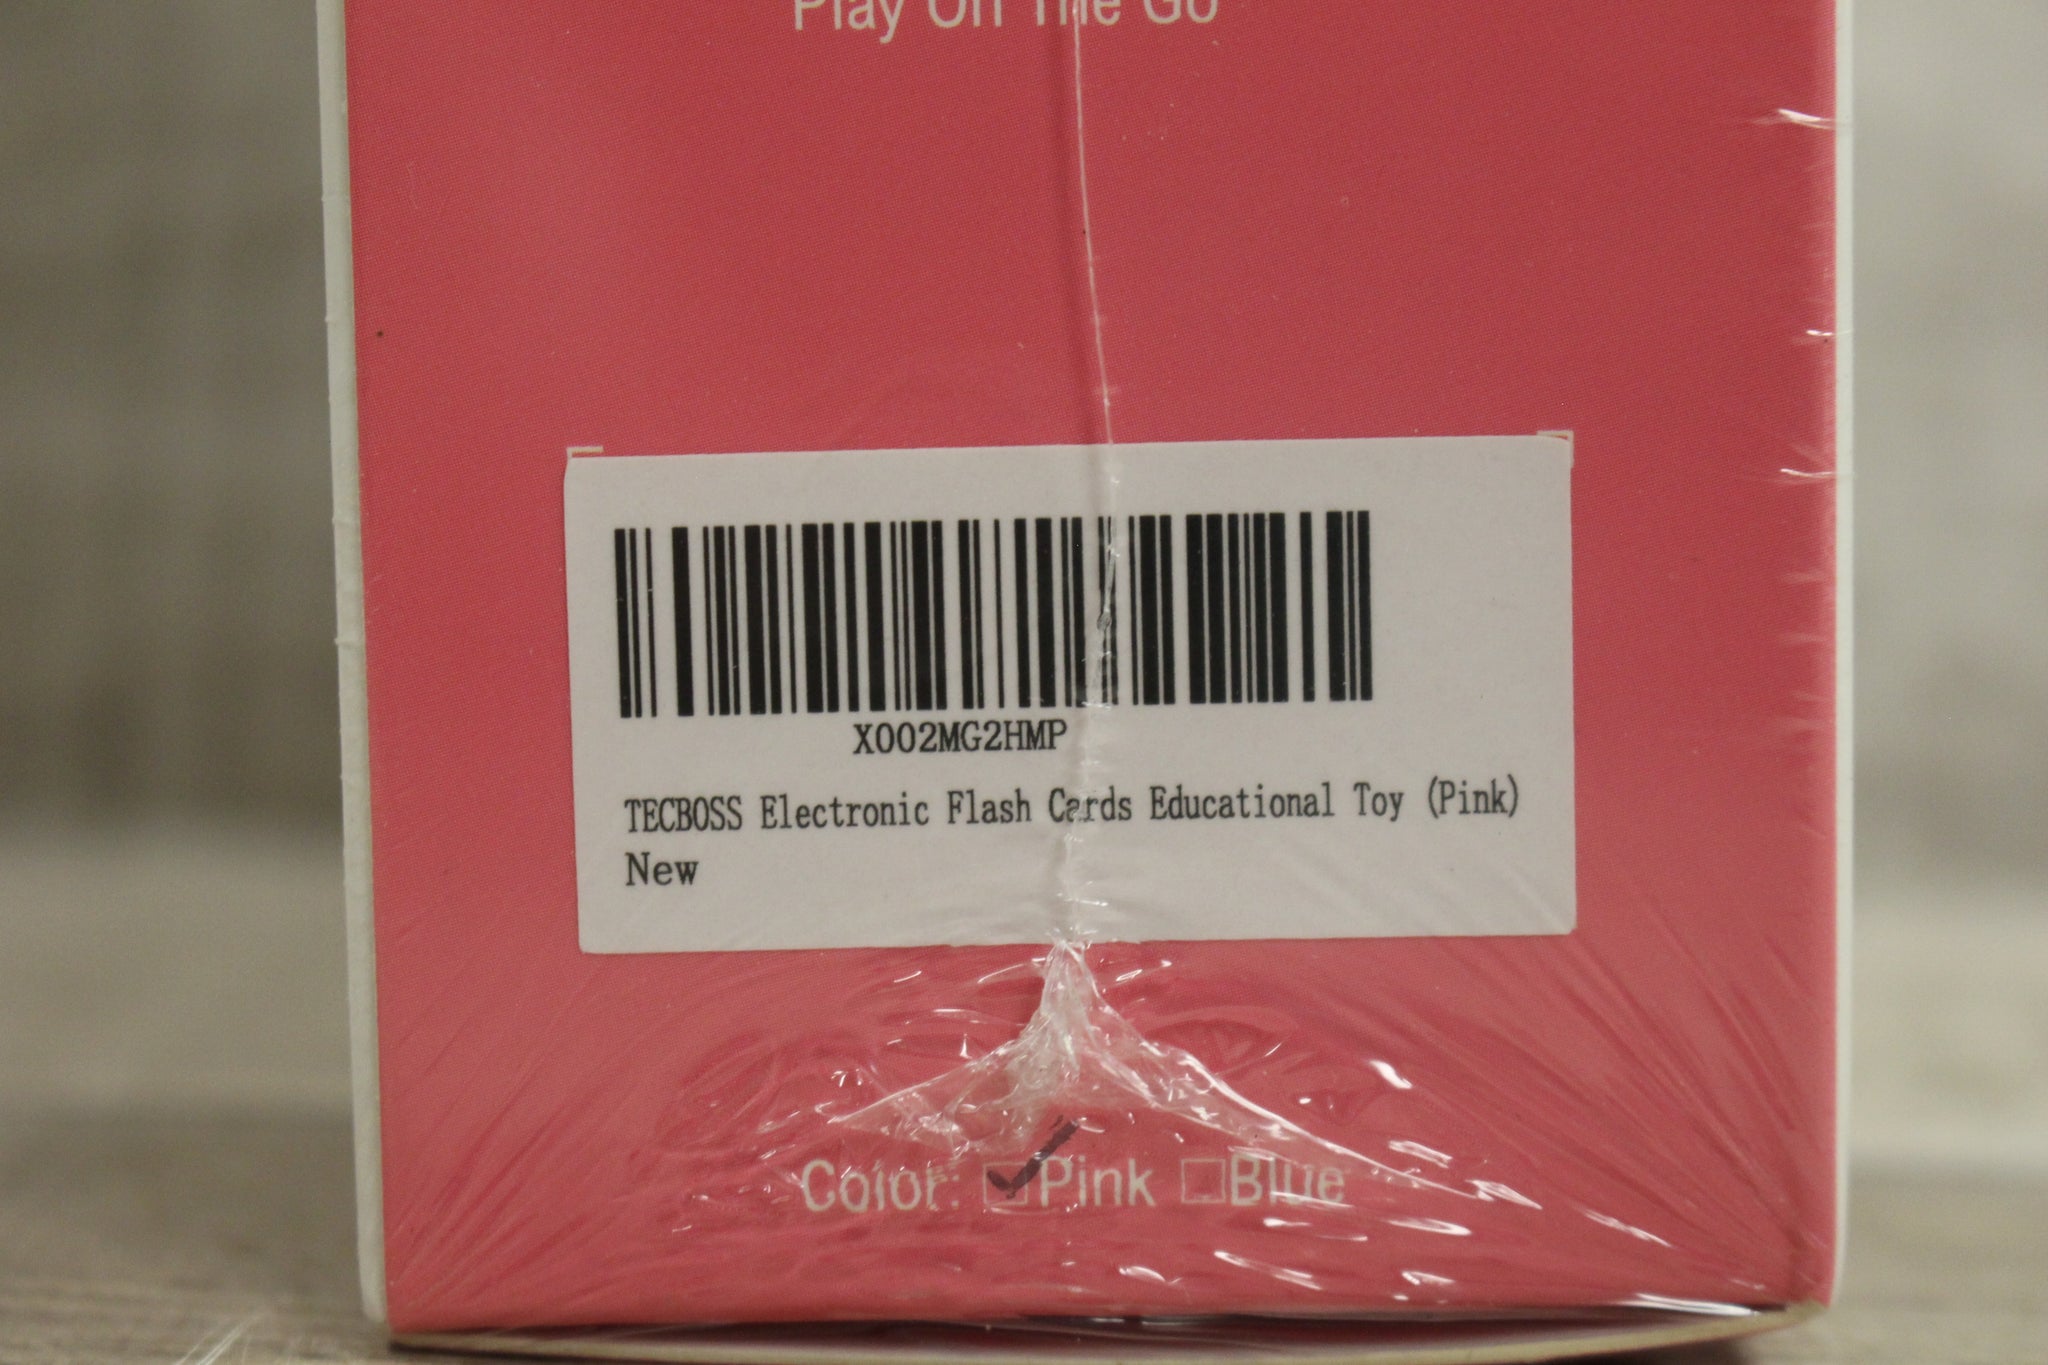 Play On The Go
X002MG2HMP
TECBOSS Electronic Flash Cards Educational Toy (Pink)
New
Color: ☑Pink ☐Blue